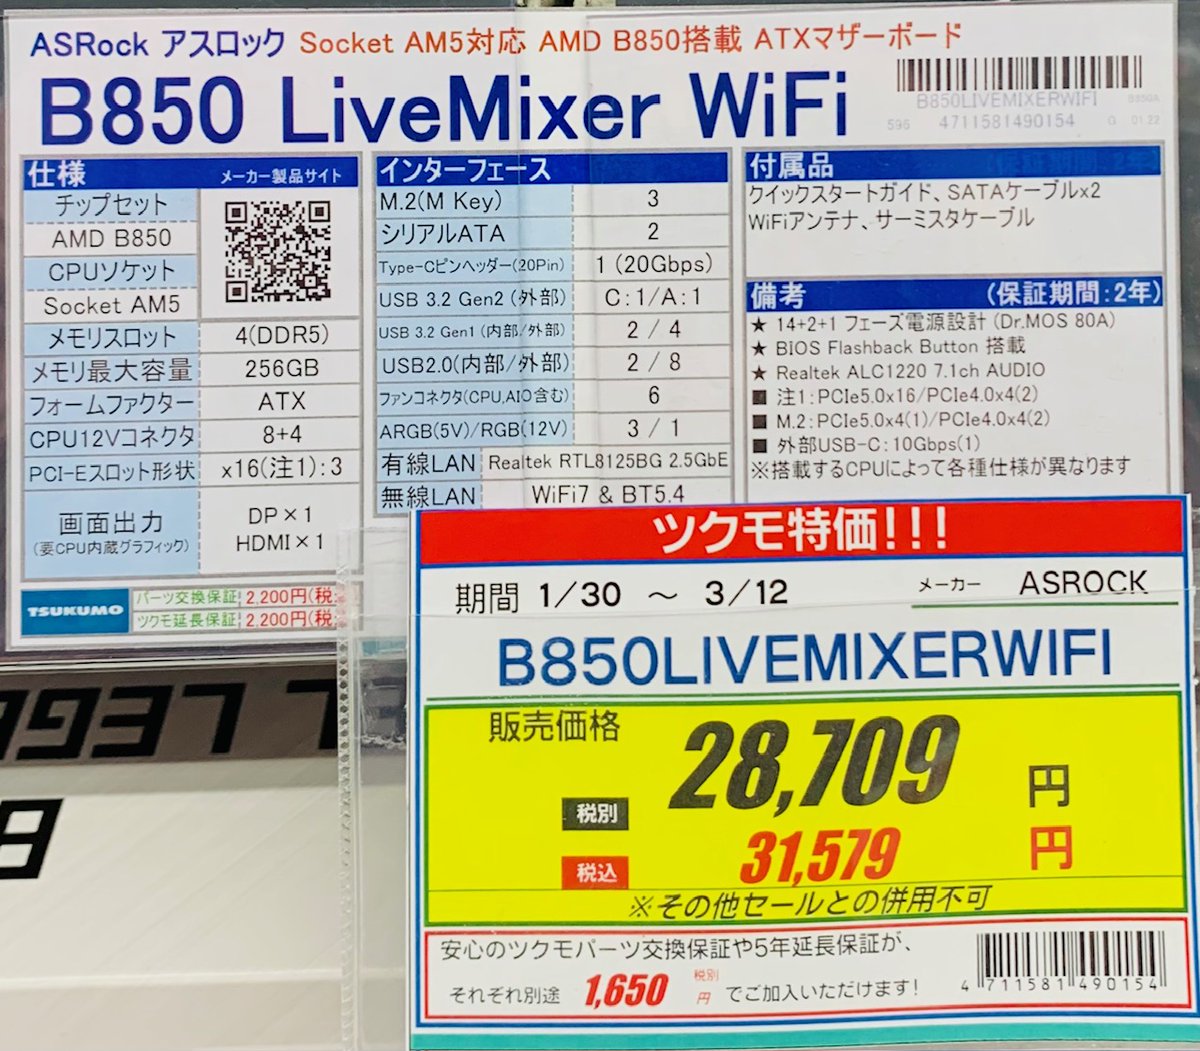 ASRock アスロック Socket AM5対応 AMD B850搭載 ATXマザーボード
B850 LiveMixer WiFi
B850LIVEMIXERWIFI
596 4711581490154 G 01.22
仕様 メーカー製品サイト
チップセット
AMD B850
CPUソケット
Socket AM5
メモリスロット 4(DDR5)
メモリ最大容量 256GB
フォームファクター ATX
CPU12Vコネクタ 8+4
PCI-Eスロット形状 x16(注1):3
画面出力 (要CPU内蔵グラフィック) DP×1
HDMI×1
インターフェース
M.2(M Key) 3
シリアルATA 2
Type-Cピンヘッダー(20Pin) 1 (20Gbps)
USB 3.2 Gen2 (外部) C:1/A:1
USB 3.2 Gen1 (内部/外部) 2 / 4
USB2.0(内部/外部) 2 / 8
ファンコネクタ(CPU,AIO含む) 6
ARGB(5V)/RGB(12V) 3 / 1
有線LAN Realtek RTL8125BG 2.5GbE
無線LAN WiFi7 & BT5.4
付属品
クイックスタートガイド、SATAケーブルx2
WiFiアンテナ、サーミスタケーブル
備考 (保証期間:2年)
★ 14+2+1 フェーズ電源設計 (Dr.MOS 80A)
★ BIOS Flashback Button 搭載
★ Realtek ALC1220 7.1ch AUDIO
■ 注1:PCIe5.0x16/PCIe4.0x4(2)
■ M.2:PCIe5.0x4(1)/PCIe4.0x4(2)
■ 外部USB-C:10Gbps(1)
※搭載するCPUによって各種仕様が異なります
TSUKUMO
パーツ交換保証 2,200円(税
ツクモ延長保証 2,200円(税
ツクモ特価!!!
期間 1/30 ～ 3/12 メーカー ASROCK
B850LIVEMIXERWIFI
販売価格
税別 28,709 円
税込 31,579 円
※その他セールとの併用不可
安心のツクモパーツ交換保証や5年延長保証が、
それぞれ別途 1,650 税別 円 でご加入いただけます!
4 711581 490154